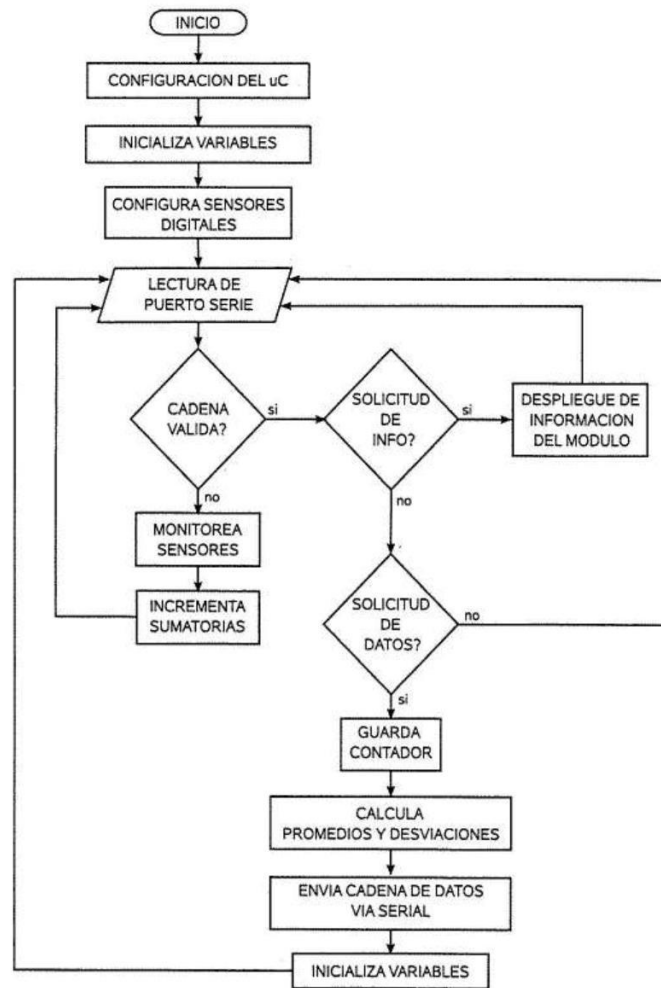 INICIO
CONFIGURACION DEL uC
INICIALIZA VARIABLES
CONFIGURA SENSORES
DIGITALES
LECTURA DE
PUERTO SERIE
CADENA
VALIDA?
si
SOLICITUD
DE
INFO?
si
DESPLIEGUE DE
INFORMACION
DEL MODULO
no
MONITOREA
SENSORES
INCREMENTA
SUMATORIAS
no
SOLICITUD
DE
DATOS?
no
si
GUARDA
CONTADOR
CALCULA
PROMEDIOS Y DESVIACIONES
ENVIA CADENA DE DATOS
VIA SERIAL
INICIALIZA VARIABLES